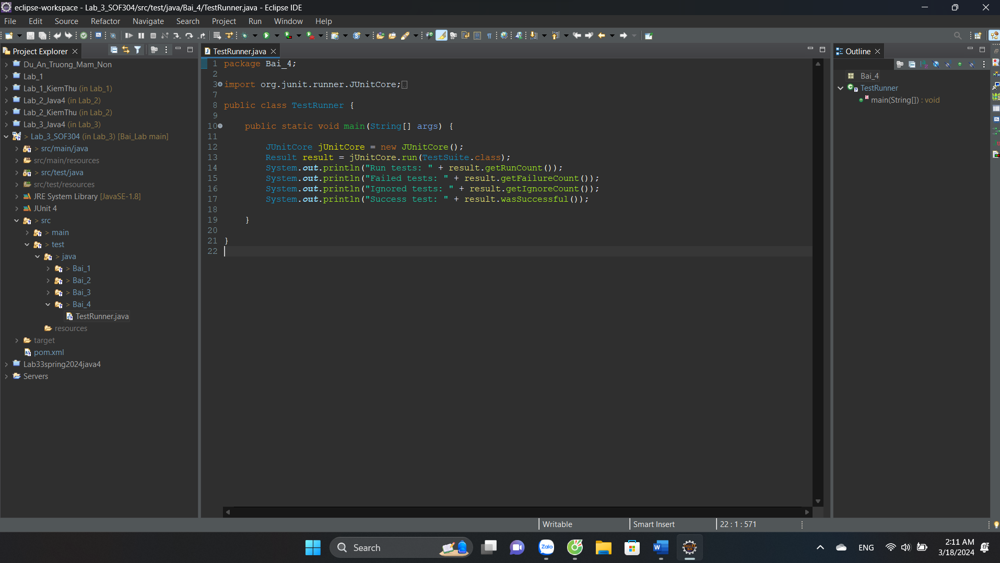 eclipse-workspace - Lab_3_SOF304/src/test/java/Bai_4/TestRunner.java - Eclipse IDE
File Edit Source Refactor Navigate Search Project Run Window Help
Project Explorer
Du_An_Truong_Mam_Non
Lab_1
Lab_1_KiemThu (in Lab_1)
Lab_2_Java4 (in Lab_2)
Lab_2_KiemThu (in Lab_2)
Lab_3_Java4 (in Lab_3)
> Lab_3_SOF304 (in Lab_3) [Bai_Lab main]
> src/main/java
src/main/resources
> src/test/java
src/test/resources
JRE System Library [JavaSE-1.8]
JUnit 4
> src
> main
> test
> java
> Bai_1
> Bai_2
> Bai_3
> Bai_4
TestRunner.java
resources
target
pom.xml
Lab33spring2024java4
Servers
TestRunner.java
1 package Bai_4;
2
3 import org.junit.runner.JUnitCore;
7
8 public class TestRunner {
9
10 public static void main(String[] args) {
11
12 JUnitCore jUnitCore = new JUnitCore();
13 Result result = jUnitCore.run(TestSuite.class);
14 System.out.println("Run tests: " + result.getRunCount());
15 System.out.println("Failed tests: " + result.getFailureCount());
16 System.out.println("Ignored tests: " + result.getIgnoreCount());
17 System.out.println("Success test: " + result.wasSuccessful());
18
19 }
20
21 }
22
Outline
Bai_4
TestRunner
main(String[]) : void
Writable
Smart Insert
22 : 1 : 571
Search
Zalo
ENG
2:11 AM
3/18/2024